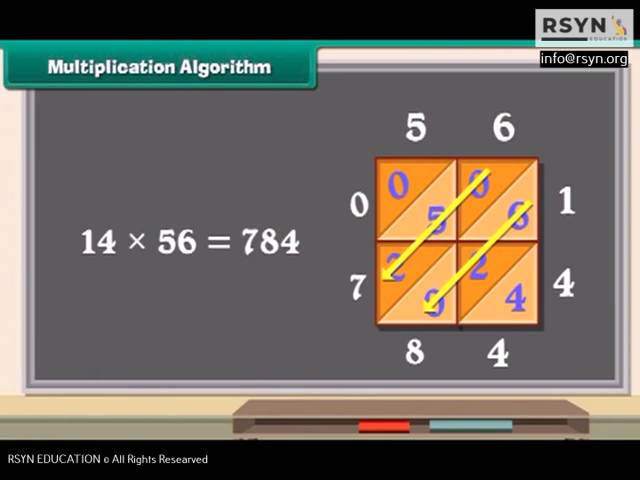 RSYN
EDUCATION
info@rsyn.org
Multiplication Algorithm
5 6
0 0 0 1
5 6
14 × 56 = 784
7 2 2 4
0 4
8 4
RSYN EDUCATION © All Rights Researved